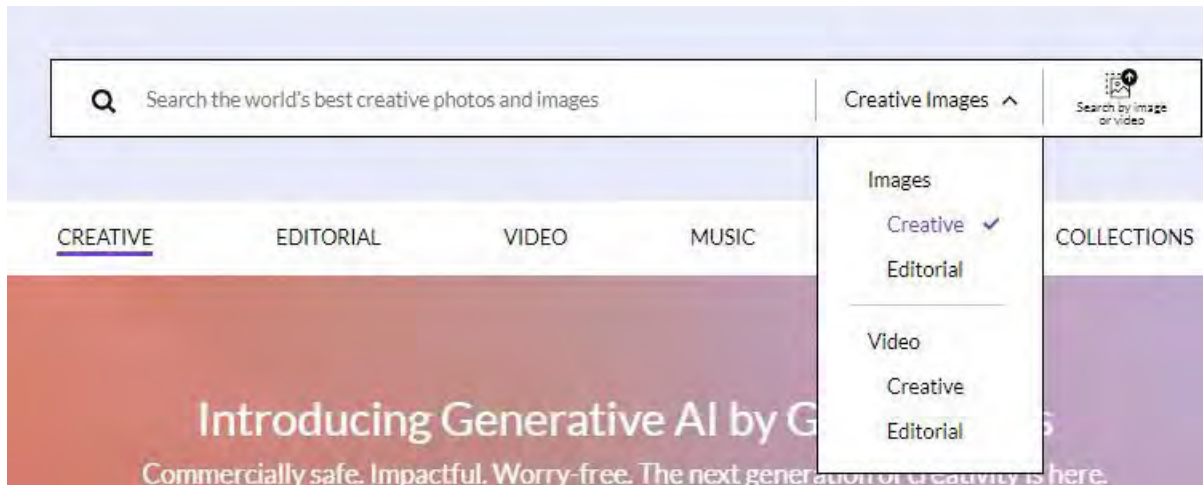 Search the world's best creative photos and images
Creative Images
Search by image
or video
Images
Creative
Editorial
Video
Creative
Editorial
CREATIVE EDITORIAL VIDEO MUSIC COLLECTIONS
Introducing Generative AI by
Commercially safe. Impactful. Worry-free. The next generation of creativity is here.